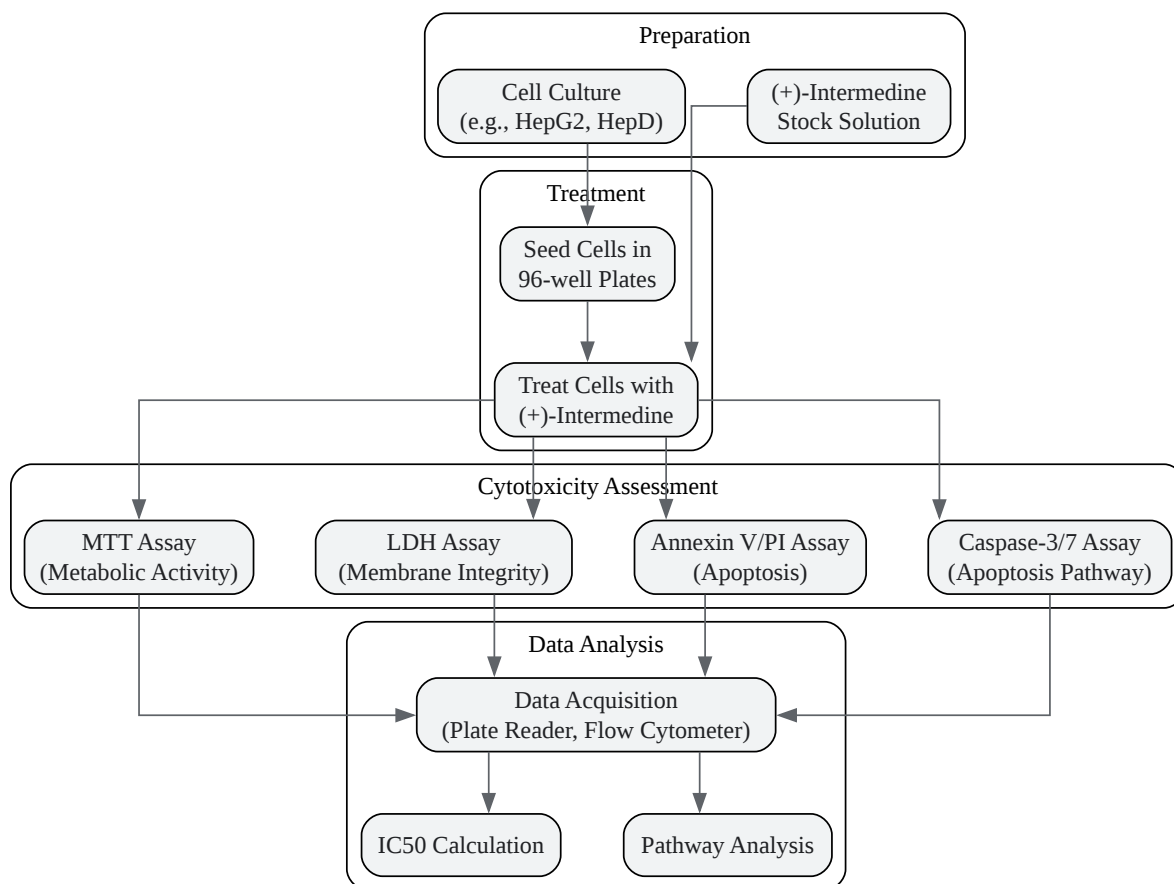 Preparation
Cell Culture
(e.g., HepG2, HepD)
(+)-Intermedine
Stock Solution
Treatment
Seed Cells in
96-well Plates
Treat Cells with
(+)-Intermedine
Cytotoxicity Assessment
MTT Assay
(Metabolic Activity)
LDH Assay
(Membrane Integrity)
Annexin V/PI Assay
(Apoptosis)
Caspase-3/7 Assay
(Apoptosis Pathway)
Data Analysis
Data Acquisition
(Plate Reader, Flow Cytometer)
IC50 Calculation
Pathway Analysis